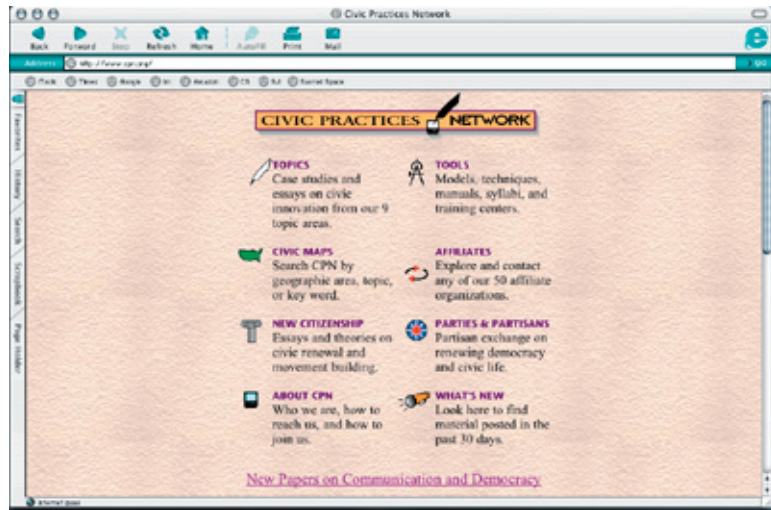 Civic Practices Network
Back Forward Stop Refresh Home AutoFill Print Mail
Address http://www.cpn.org/
Favorites
History
Search
Scrapbook
Page Holder
CIVIC PRACTICES NETWORK
TOPICS
Case studies and
essays on civic
innovation from our 9
topic areas.
TOOLS
Models, techniques,
manuals, syllabi, and
training centers.
CIVIC MAPS
Search CPN by
geographic area, topic,
or key word.
AFFILIATES
Explore and contact
any of our 50 affiliate
organizations.
NEW CITIZENSHIP
Essays and theories on
civic renewal and
movement building.
PARTIES & PARTISANS
Partisan exchange on
renewing democracy
and civic life.
ABOUT CPN
Who we are, how to
reach us, and how to
join us.
WHAT'S NEW
Look here to find
material posted in the
past 30 days.
New Papers on Communication and Democracy
Internet zone